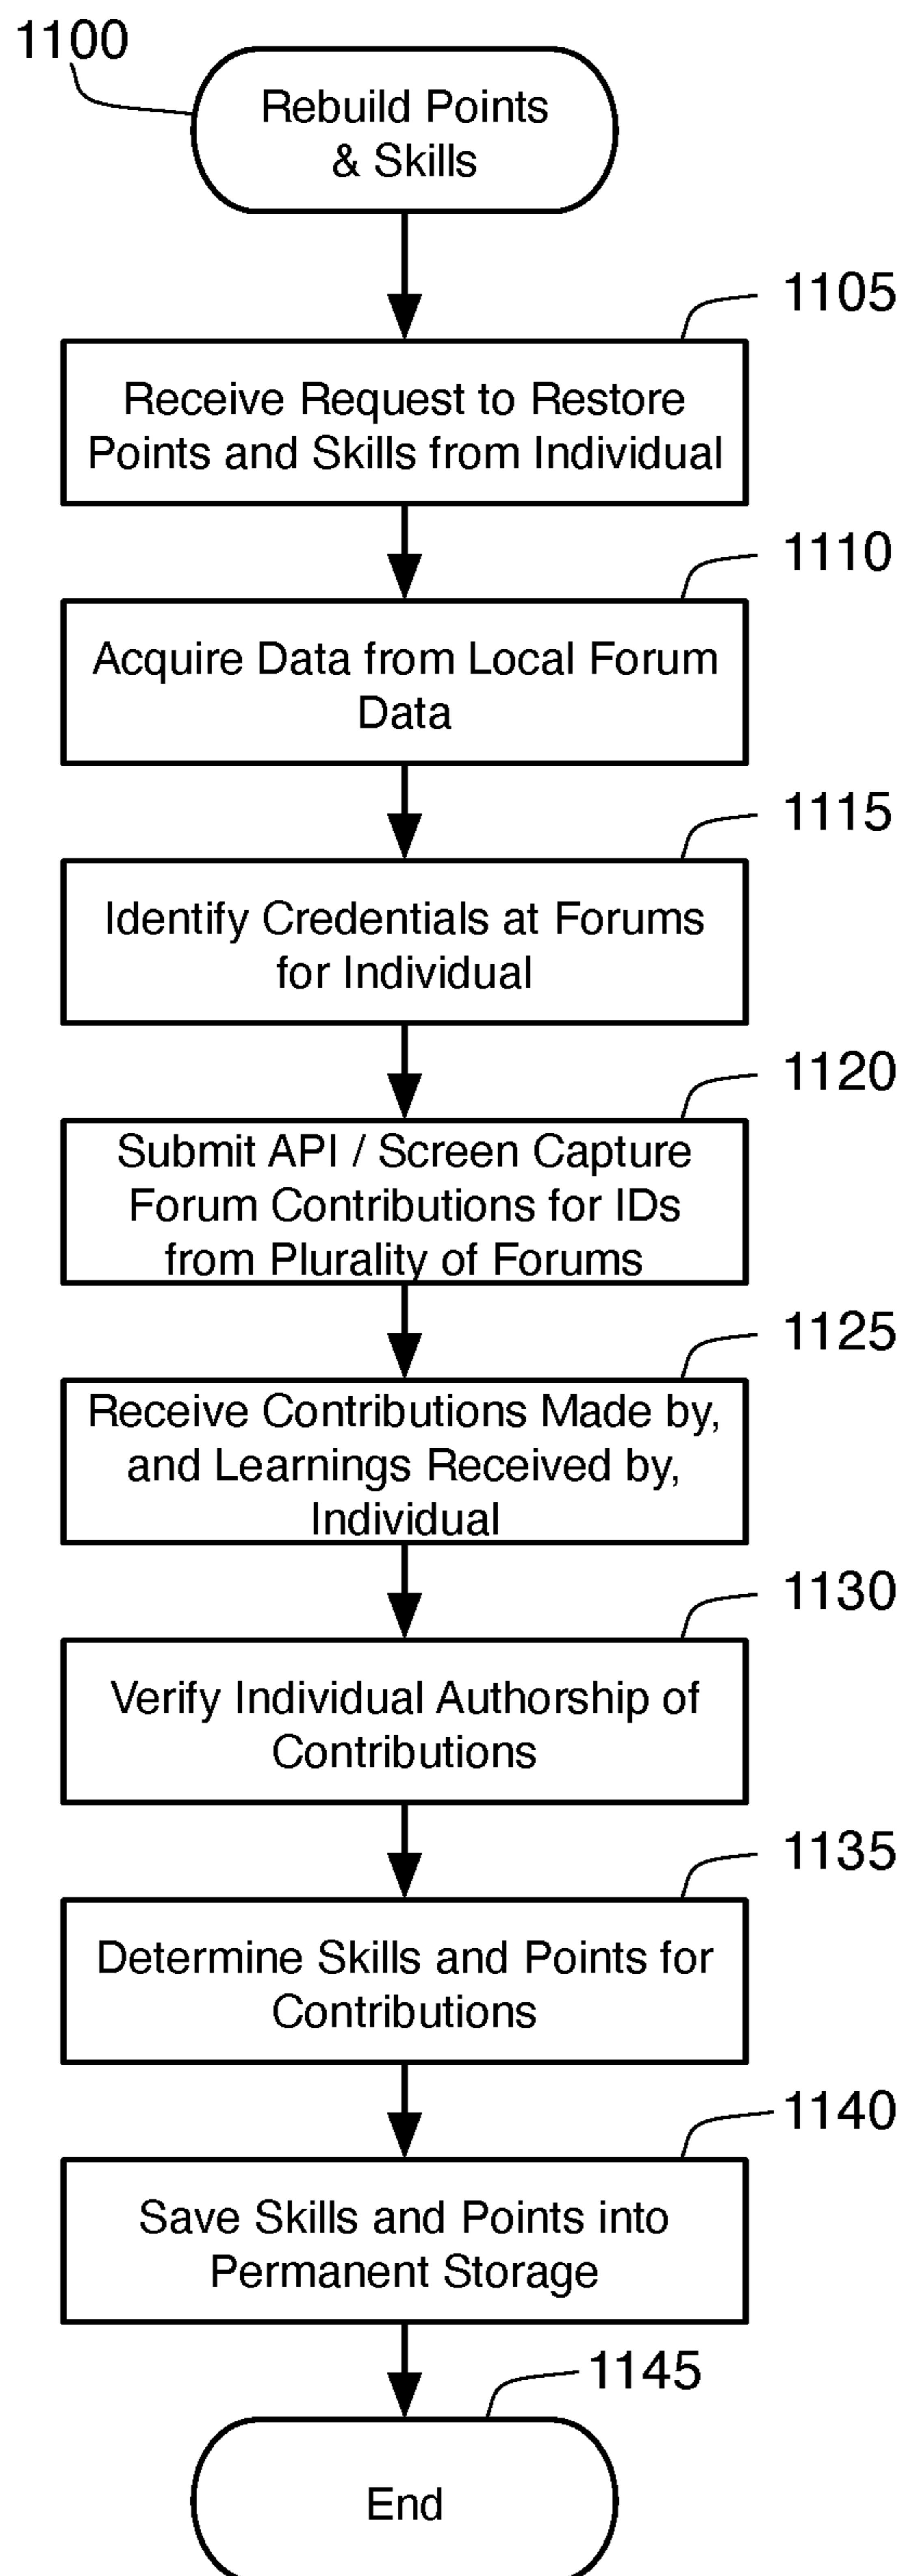 1100
Rebuild Points
& Skills
1105
Receive Request to Restore
Points and Skills from Individual
1110
Acquire Data from Local Forum
Data
1115
Identify Credentials at Forums
for Individual
1120
Submit API / Screen Capture
Forum Contributions for IDs
from Plurality of Forums
1125
Receive Contributions Made by,
and Learnings Received by,
Individual
1130
Verify Individual Authorship of
Contributions
1135
Determine Skills and Points for
Contributions
1140
Save Skills and Points into
Permanent Storage
1145
End